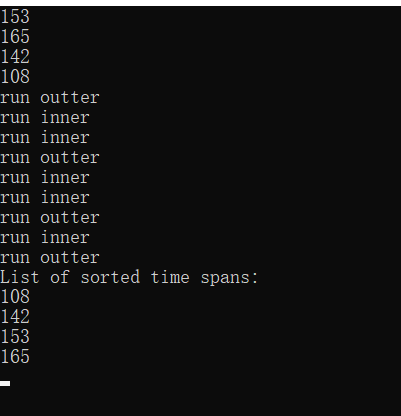 153
165
142
108
run outter
run inner
run inner
run outter
run inner
run inner
run outter
run inner
run outter
List of sorted time spans:
108
142
153
165